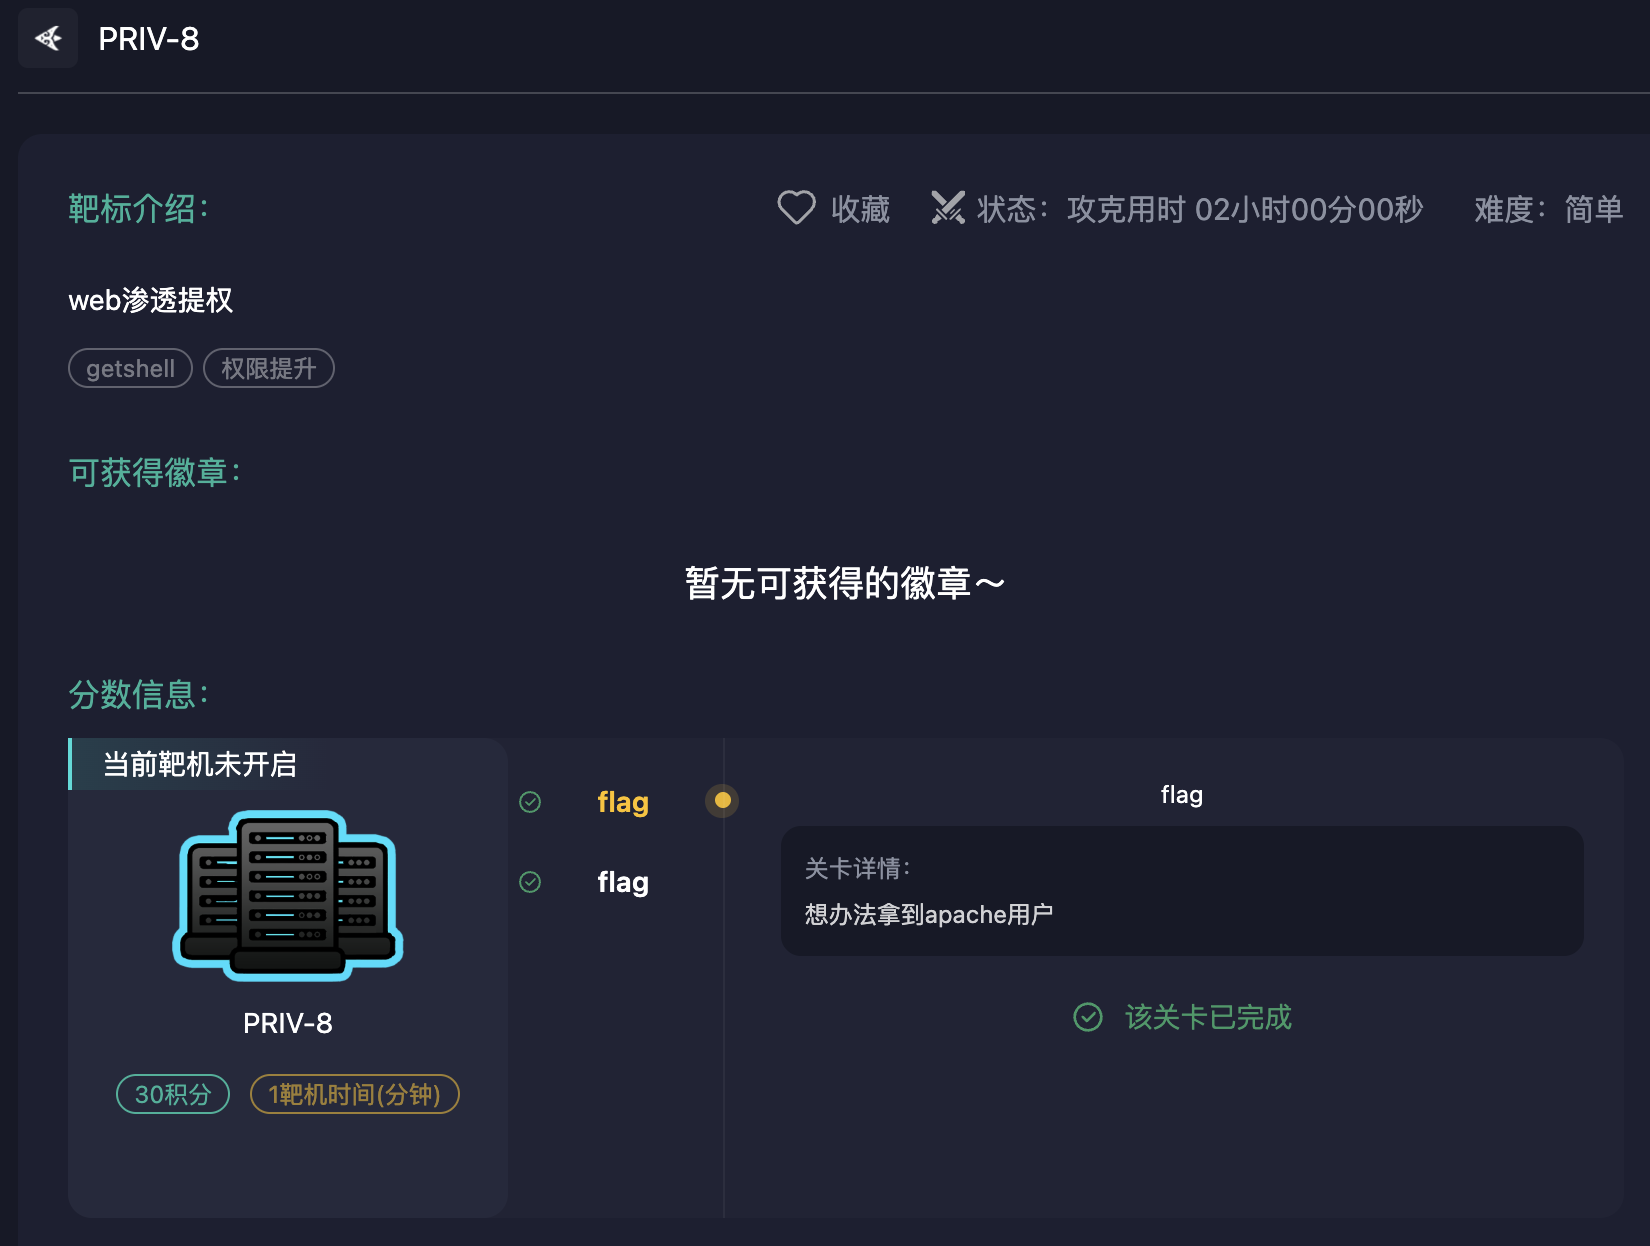 PRIV-8
靶标介绍：
收藏
状态：攻克用时 02小时00分00秒
难度：简单
web渗透提权
getshell
权限提升
可获得徽章：
暂无可获得的徽章～
分数信息：
当前靶机未开启
PRIV-8
30积分
1靶机时间(分钟)
flag
flag
flag
关卡详情：
想办法拿到apache用户
该关卡已完成